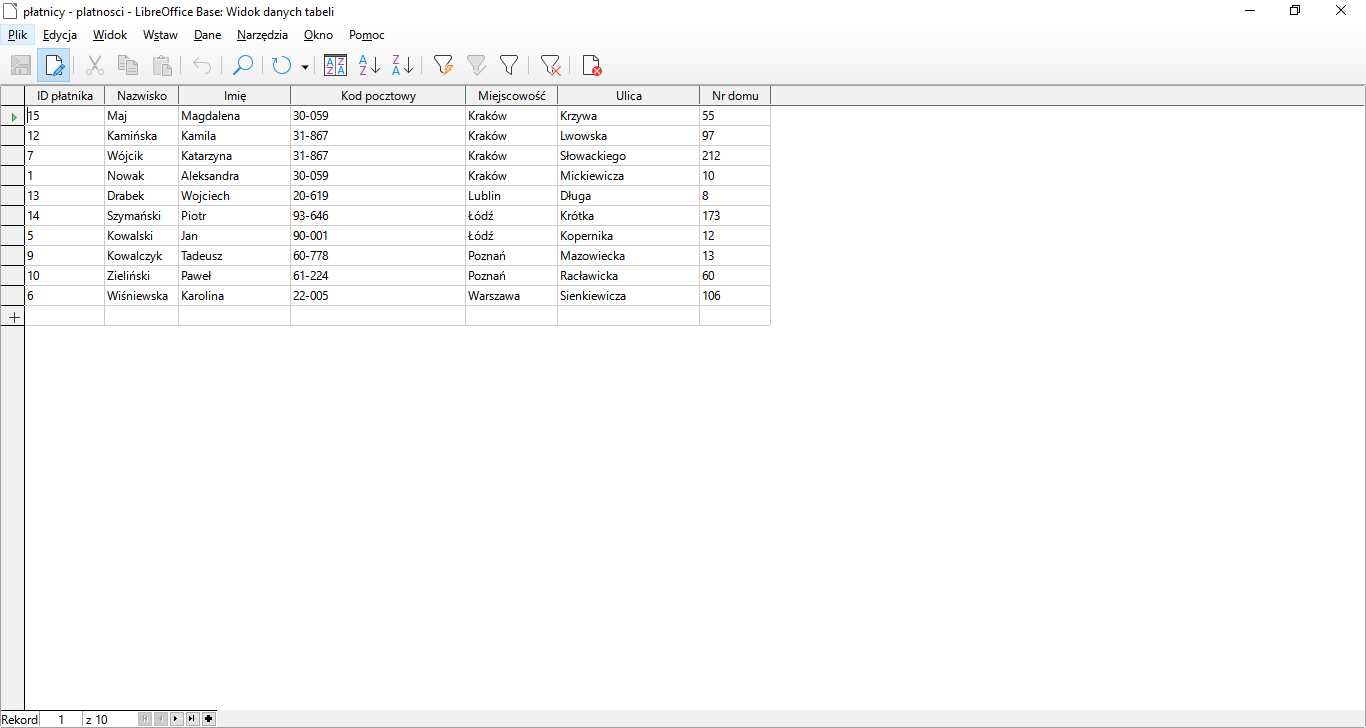 płatnicy - platnosci - LibreOffice Base: Widok danych tabeli
Plik Edycja Widok Wstaw Dane Narzędzia Okno Pomoc
ID płatnika Nazwisko Imię Kod pocztowy Miejscowość Ulica Nr domu
15 Maj Magdalena 30-059 Kraków Krzywa 55
12 Kamińska Kamila 31-867 Kraków Lwowska 97
7 Wójcik Katarzyna 31-867 Kraków Słowackiego 212
1 Nowak Aleksandra 30-059 Kraków Mickiewicza 10
13 Drabek Wojciech 20-619 Lublin Długa 8
14 Szymański Piotr 93-646 Łódź Krótka 173
5 Kowalski Jan 90-001 Łódź Kopernika 12
9 Kowalczyk Tadeusz 60-778 Poznań Mazowiecka 13
10 Zieliński Paweł 61-224 Poznań Racławicka 60
6 Wiśniewska Karolina 22-005 Warszawa Sienkiewicza 106
Rekord 1 z 10